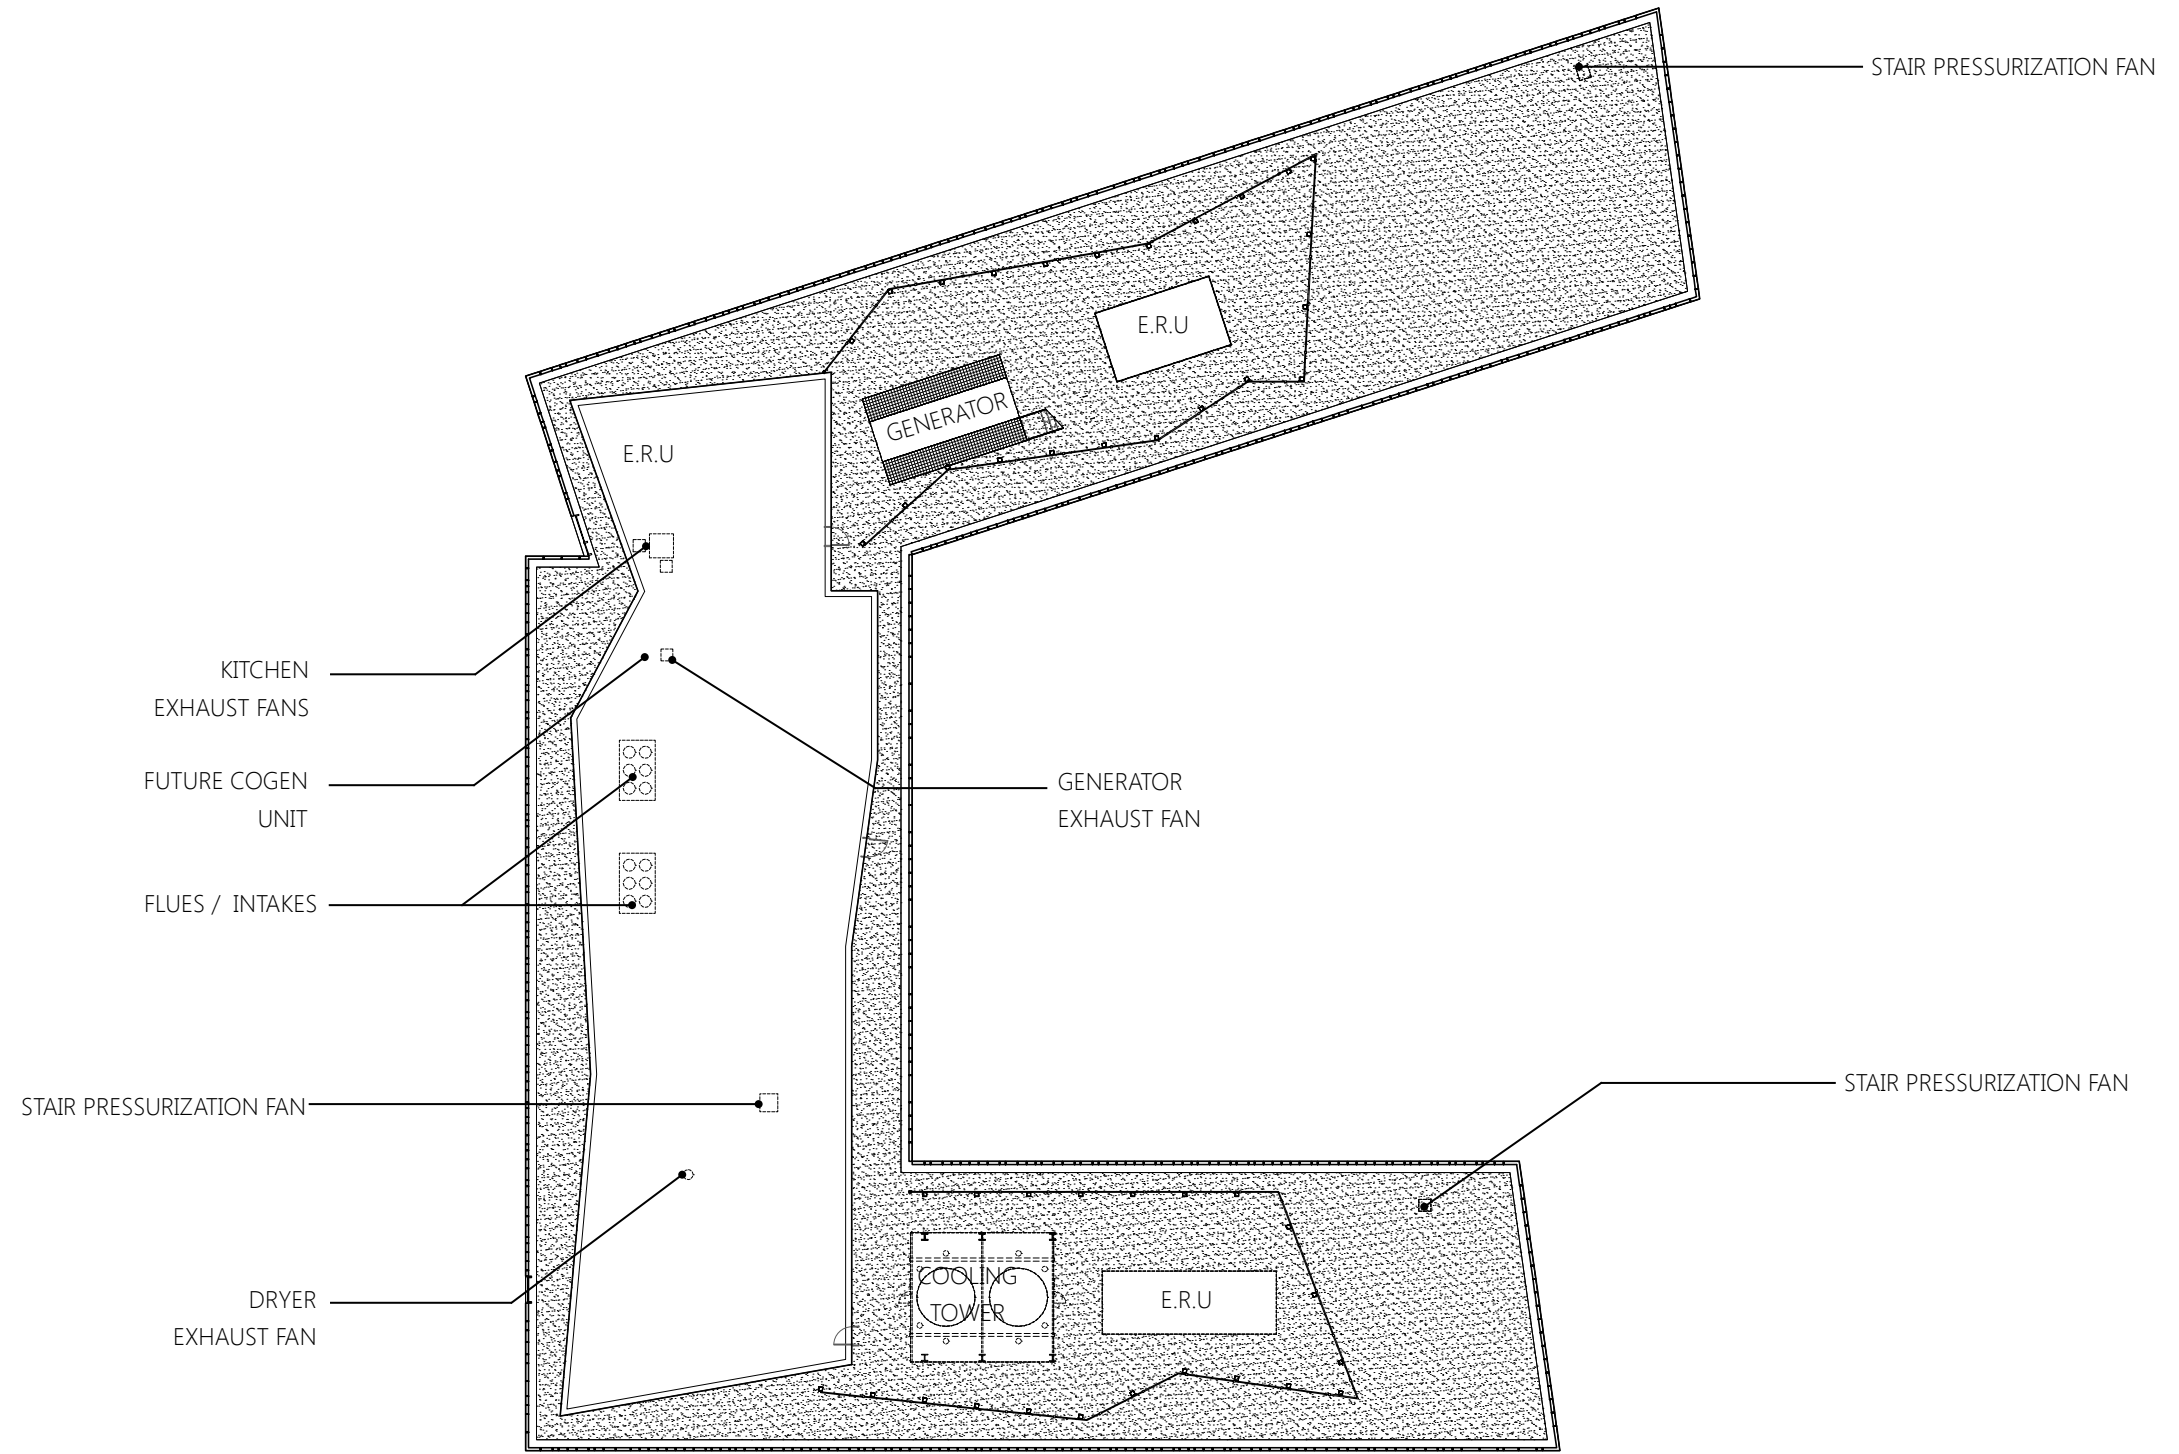 STAIR PRESSURIZATION FAN
E.R.U
GENERATOR
E.R.U
KITCHEN
EXHAUST FANS
FUTURE COGEN
UNIT
GENERATOR
EXHAUST FAN
FLUES / INTAKES
STAIR PRESSURIZATION FAN
STAIR PRESSURIZATION FAN
COOLING
TOWER
E.R.U
DRYER
EXHAUST FAN